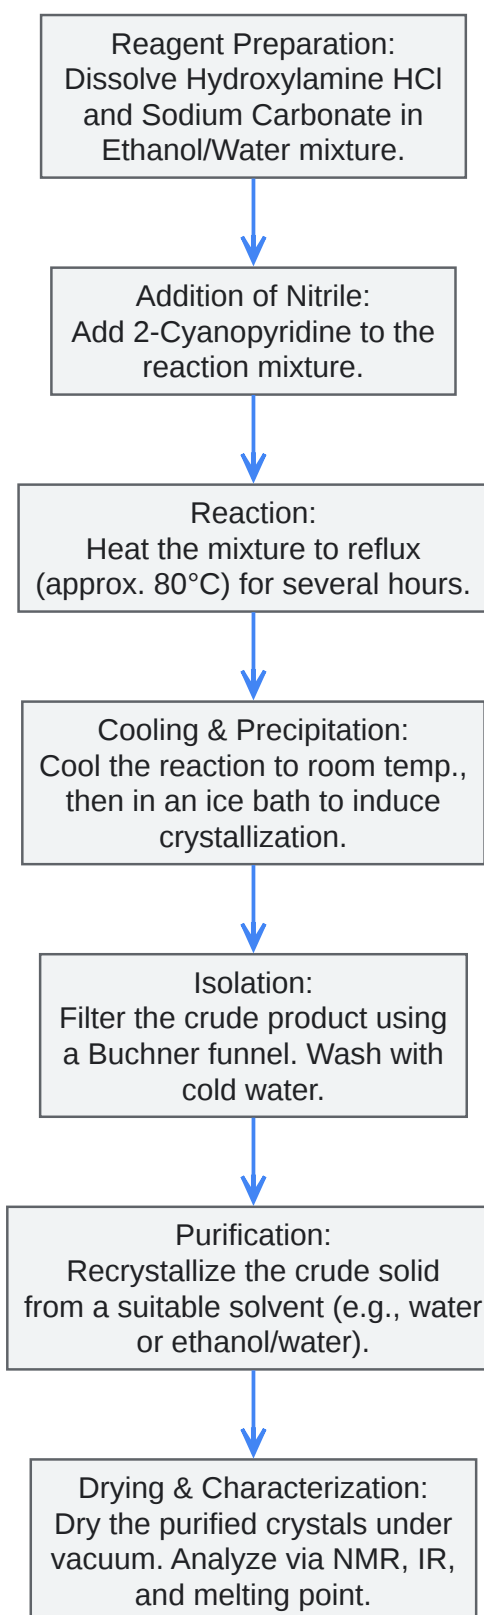 Reagent Preparation:
Dissolve Hydroxylamine HCl
and Sodium Carbonate in
Ethanol/Water mixture.
Addition of Nitrile:
Add 2-Cyanopyridine to the
reaction mixture.
Reaction:
Heat the mixture to reflux
(approx. 80°C) for several hours.
Cooling & Precipitation:
Cool the reaction to room temp.,
then in an ice bath to induce
crystallization.
Isolation:
Filter the crude product using
a Buchner funnel. Wash with
cold water.
Purification:
Recrystallize the crude solid
from a suitable solvent (e.g., water
or ethanol/water).
Drying & Characterization:
Dry the purified crystals under
vacuum. Analyze via NMR, IR,
and melting point.